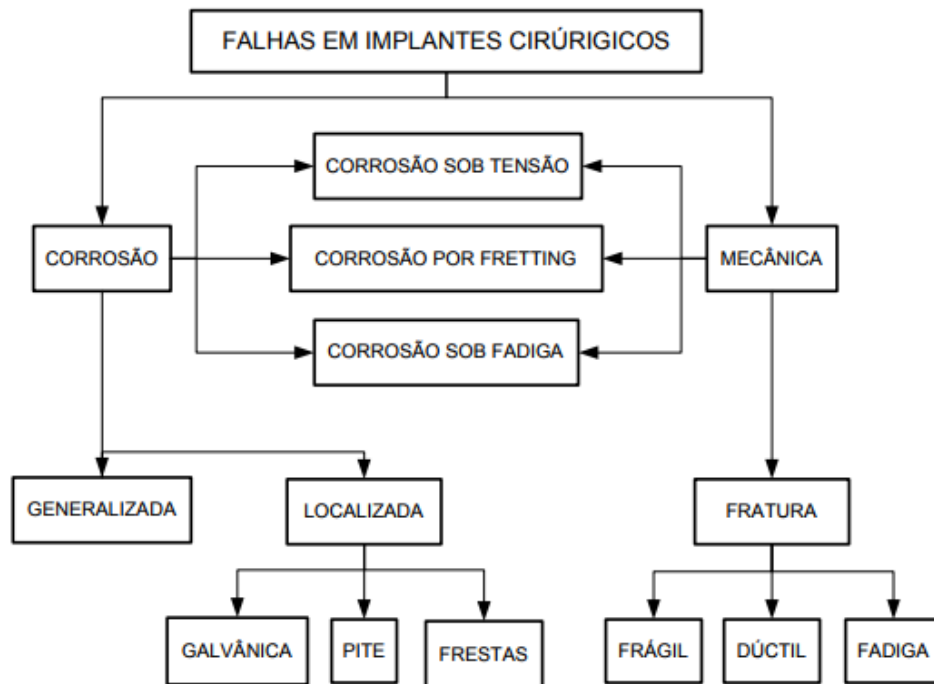 FALHAS EM IMPLANTES CIRÚRIGICOS
CORROSÃO SOB TENSÃO
CORROSÃO
CORROSÃO POR FRETTING
MECÂNICA
CORROSÃO SOB FADIGA
GENERALIZADA
LOCALIZADA
FRATURA
GALVÂNICA
PITE
FRESTAS
FRÁGIL
DÚCTIL
FADIGA